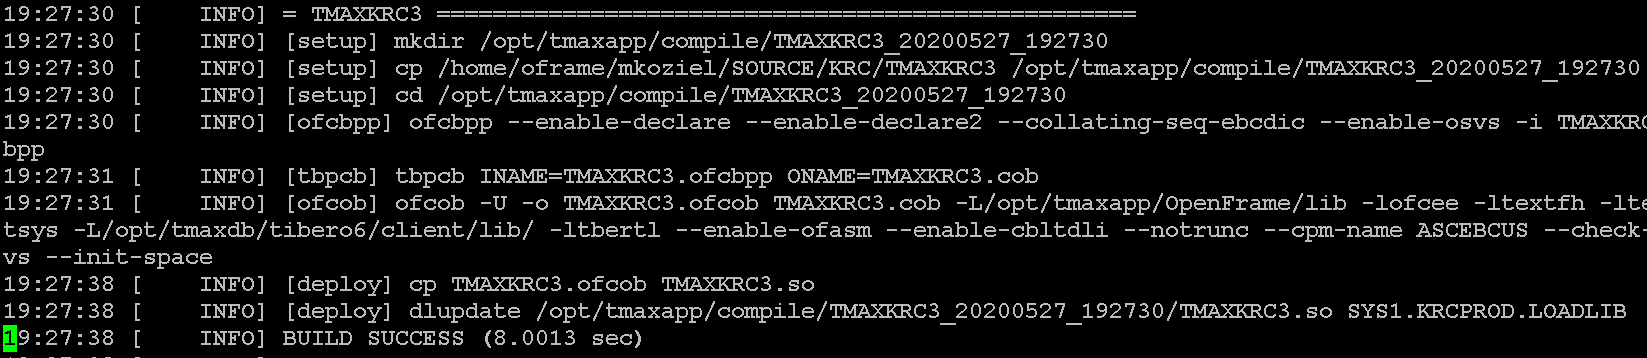 19:27:30 [    INFO] = TMAXKRC3 ==================================================
19:27:30 [    INFO] [setup] mkdir /opt/tmaxapp/compile/TMAXKRC3_20200527_192730
19:27:30 [    INFO] [setup] cp /home/oframe/mkoziel/SOURCE/KRC/TMAXKRC3 /opt/tmaxapp/compile/TMAXKRC3_20200527_192730
19:27:30 [    INFO] [setup] cd /opt/tmaxapp/compile/TMAXKRC3_20200527_192730
19:27:30 [    INFO] [ofcbpp] ofcbpp --enable-declare --enable-declare2 --collating-seq-ebcdic --enable-osvs -i TMAXKRC
bpp
19:27:31 [    INFO] [tbpcb] tbpcb INAME=TMAXKRC3.ofcbpp ONAME=TMAXKRC3.cob
19:27:31 [    INFO] [ofcob] ofcob -U -o TMAXKRC3.ofcob TMAXKRC3.cob -L/opt/tmaxapp/OpenFrame/lib -lofcee -ltextfh -lte
tsys -L/opt/tmaxdb/tibero6/client/lib/ -ltbertl --enable-ofasm --enable-cbltdli --notrunc --cpm-name ASCEBCUS --check-
vs --init-space
19:27:38 [    INFO] [deploy] cp TMAXKRC3.ofcob TMAXKRC3.so
19:27:38 [    INFO] [deploy] dlupdate /opt/tmaxapp/compile/TMAXKRC3_20200527_192730/TMAXKRC3.so SYS1.KRCPROD.LOADLIB
19:27:38 [    INFO] BUILD SUCCESS (8.0013 sec)